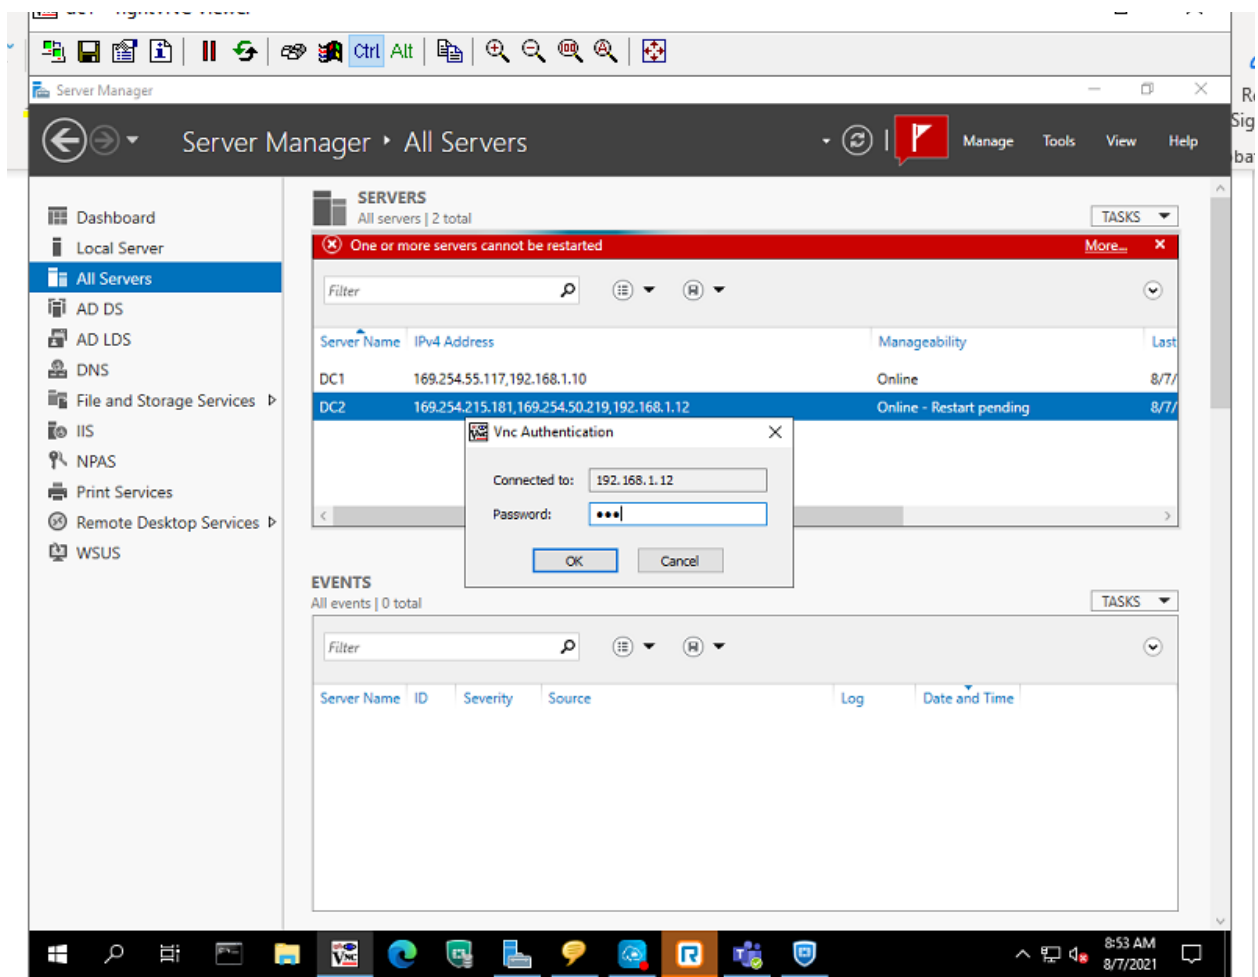 dc1 - TightVNC Viewer
Ctrl Alt
Server Manager
Server Manager ‣ All Servers
Manage Tools View Help
Dashboard
Local Server
All Servers
AD DS
AD LDS
DNS
File and Storage Services
IIS
NPAS
Print Services
Remote Desktop Services
WSUS
SERVERS
All servers | 2 total
TASKS
One or more servers cannot be restarted More...
Filter
Server Name IPv4 Address Manageability Last
DC1 169.254.55.117,192.168.1.10 Online 8/7/
DC2 169.254.215.181,169.254.50.219,192.168.1.12 Online - Restart pending 8/7/
Vnc Authentication
Connected to: 192.168.1.12
Password: •••
OK Cancel
EVENTS
All events | 0 total
TASKS
Filter
Server Name ID Severity Source Log Date and Time
8:53 AM
8/7/2021